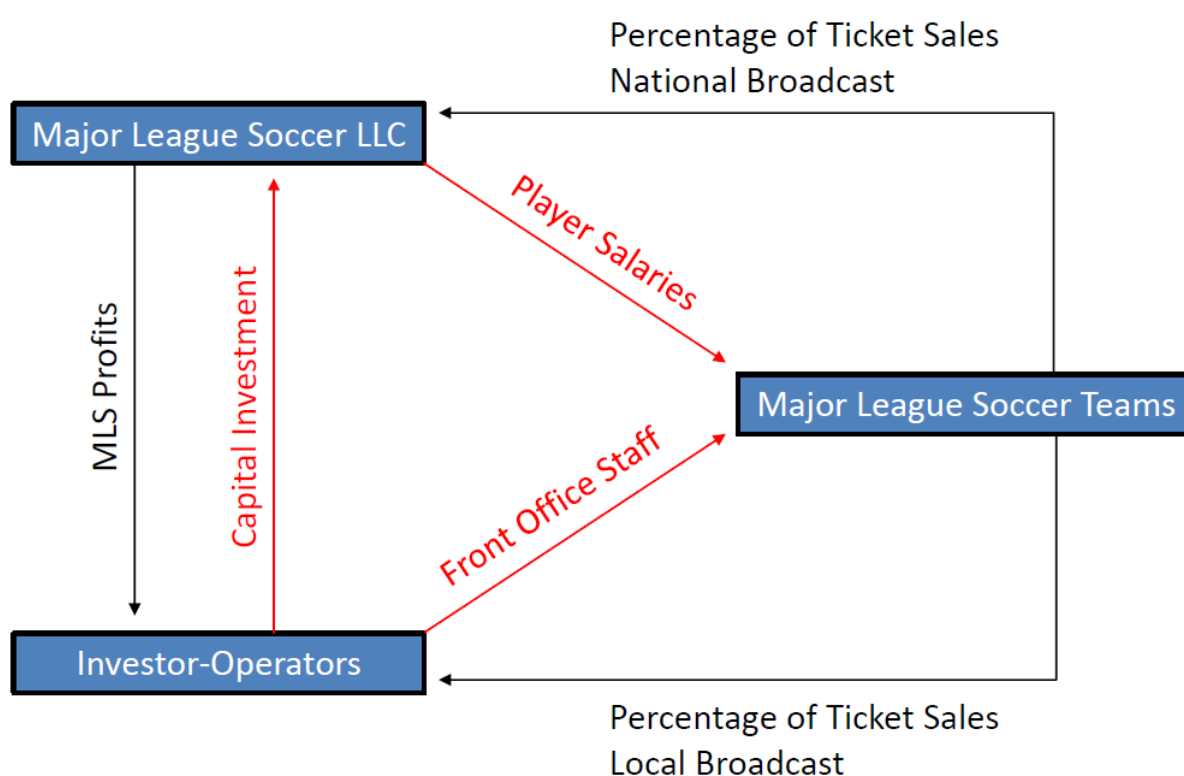 Percentage of Ticket Sales
National Broadcast
Major League Soccer LLC
Player Salaries
MLS Profits
Capital Investment
Major League Soccer Teams
Front Office Staff
Investor-Operators
Percentage of Ticket Sales
Local Broadcast